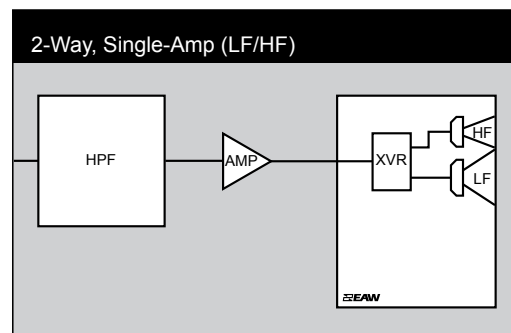 2-Way, Single-Amp (LF/HF)
HPF
AMP
XVR
HF
LF
EAW